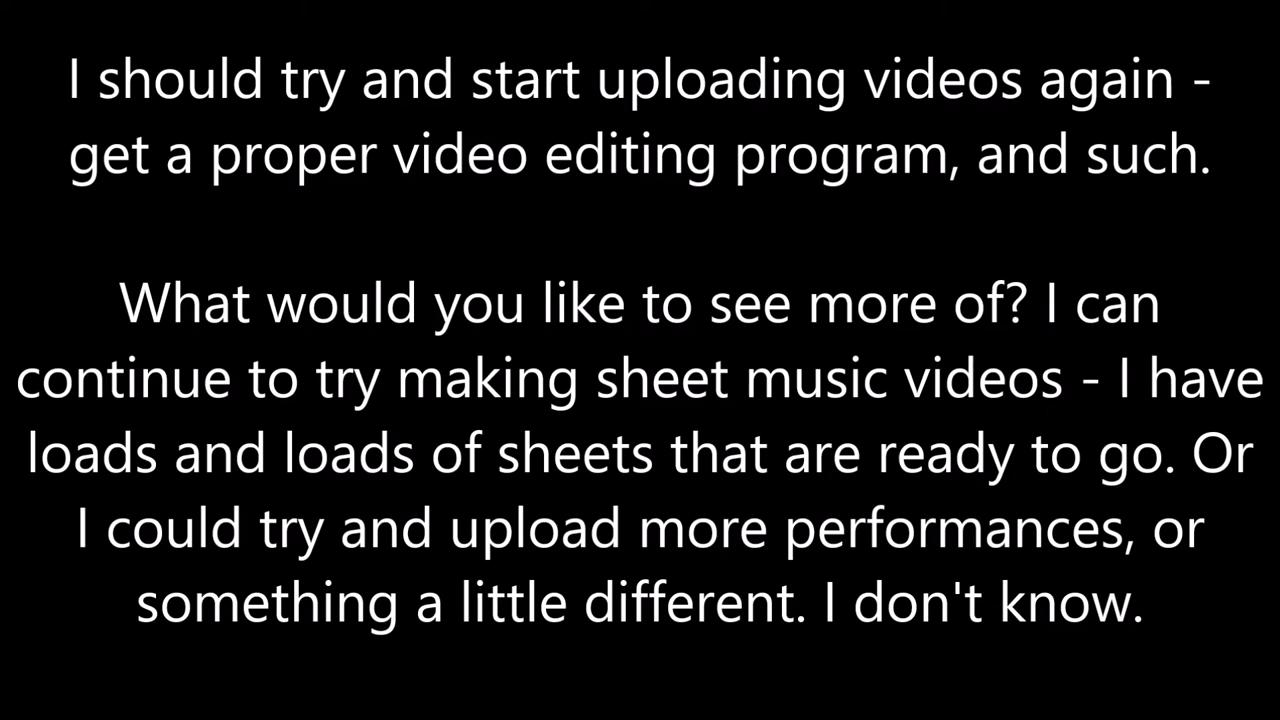 I should try and start uploading videos again -
get a proper video editing program, and such.
What would you like to see more of? I can
continue to try making sheet music videos - I have
loads and loads of sheets that are ready to go. Or
I could try and upload more performances, or
something a little different. I don't know.